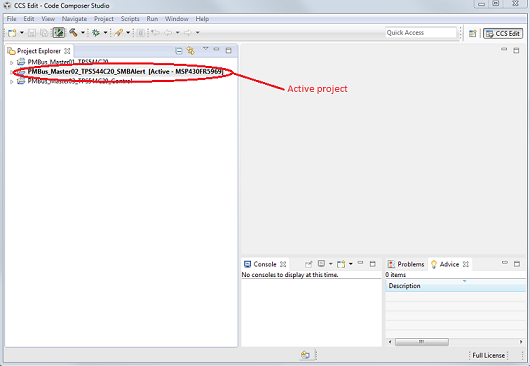 CCS Edit - Code Composer Studio
File Edit View Navigate Project Scripts Run Window Help
Quick Access
CCS Edit
Project Explorer
PMBus_Master01_TPS544C20
PMBus_Master02_TPS544C20_SMBAlert [Active - MSP430FR5969]
PMBus_Master03_TPS544C20_Control
Active project
Console
No consoles to display at this time.
Problems Advice
0 items
Description
Full License